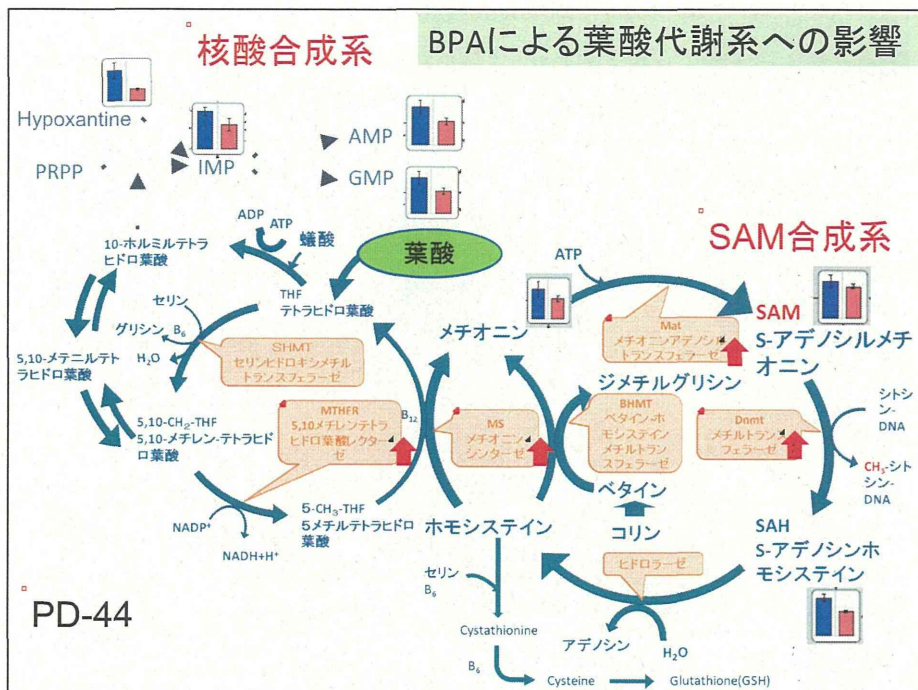 核酸合成系
BPAによる葉酸代謝系への影響
Hypoxantine
PRPP
IMP
AMP
GMP
ADP
ATP
蟻酸
葉酸
10-ホルミルテトラ
ヒドロ葉酸
THF
テトラヒドロ葉酸
セリン
グリシン
B6
H₂O
SHMT
セリンヒドロキシメチル
トランスフェラーゼ
5,10-メテニルテト
ラヒドロ葉酸
5,10-CH₂-THF
5,10-メチレン-テトラヒド
ロ葉酸
MTHFR
5,10メチレンテトラ
ヒドロ葉酸レクター
ゼ
B12
NADP⁺
NADH+H⁺
5-CH₃-THF
5メチルテトラヒドロ
葉酸
SAM合成系
ATP
メチオニン
Mat
メチオニンアデノシル
トランスフェラーゼ
SAM
S-アデノシルメチ
オニン
ジメチルグリシン
MS
メチオニン
シンターゼ
BHMT
ベタイン-ホ
モシステイン
メチルトラン
スフェラーゼ
Dnmt
メチルトランス
フェラーゼ
シトシ
ン-
DNA
CH₃-シト
シン-
DNA
ベタイン
コリン
ホモシステイン
SAH
S-アデノシンホ
モシステイン
ヒドロラーゼ
アデノシン
H₂O
セリン
B6
Cystathionine
B6
Cysteine
Glutathione(GSH)
PD-44